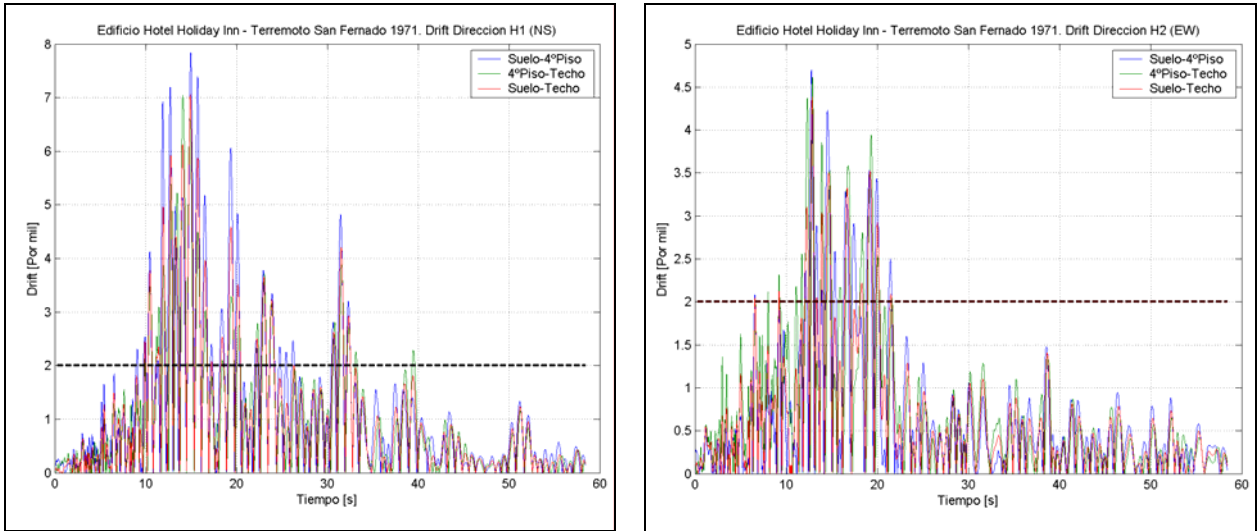 Edificio Hotel Holiday Inn - Terremoto San Fernado 1971. Drift Direccion H1 (NS)
8
7
6
5
4
3
2
1
0
Drift [Por mil]
Suelo-4ºPiso
4ºPiso-Techo
Suelo-Techo
0 10 20 30 40 50 60
Tiempo [s]
Edificio Hotel Holiday Inn - Terremoto San Fernado 1971. Drift Direccion H2 (EW)
5
4.5
4
3.5
3
2.5
2
1.5
1
0.5
0
Drift [Por mil]
Suelo-4ºPiso
4ºPiso-Techo
Suelo-Techo
0 10 20 30 40 50 60
Tiempo [s]